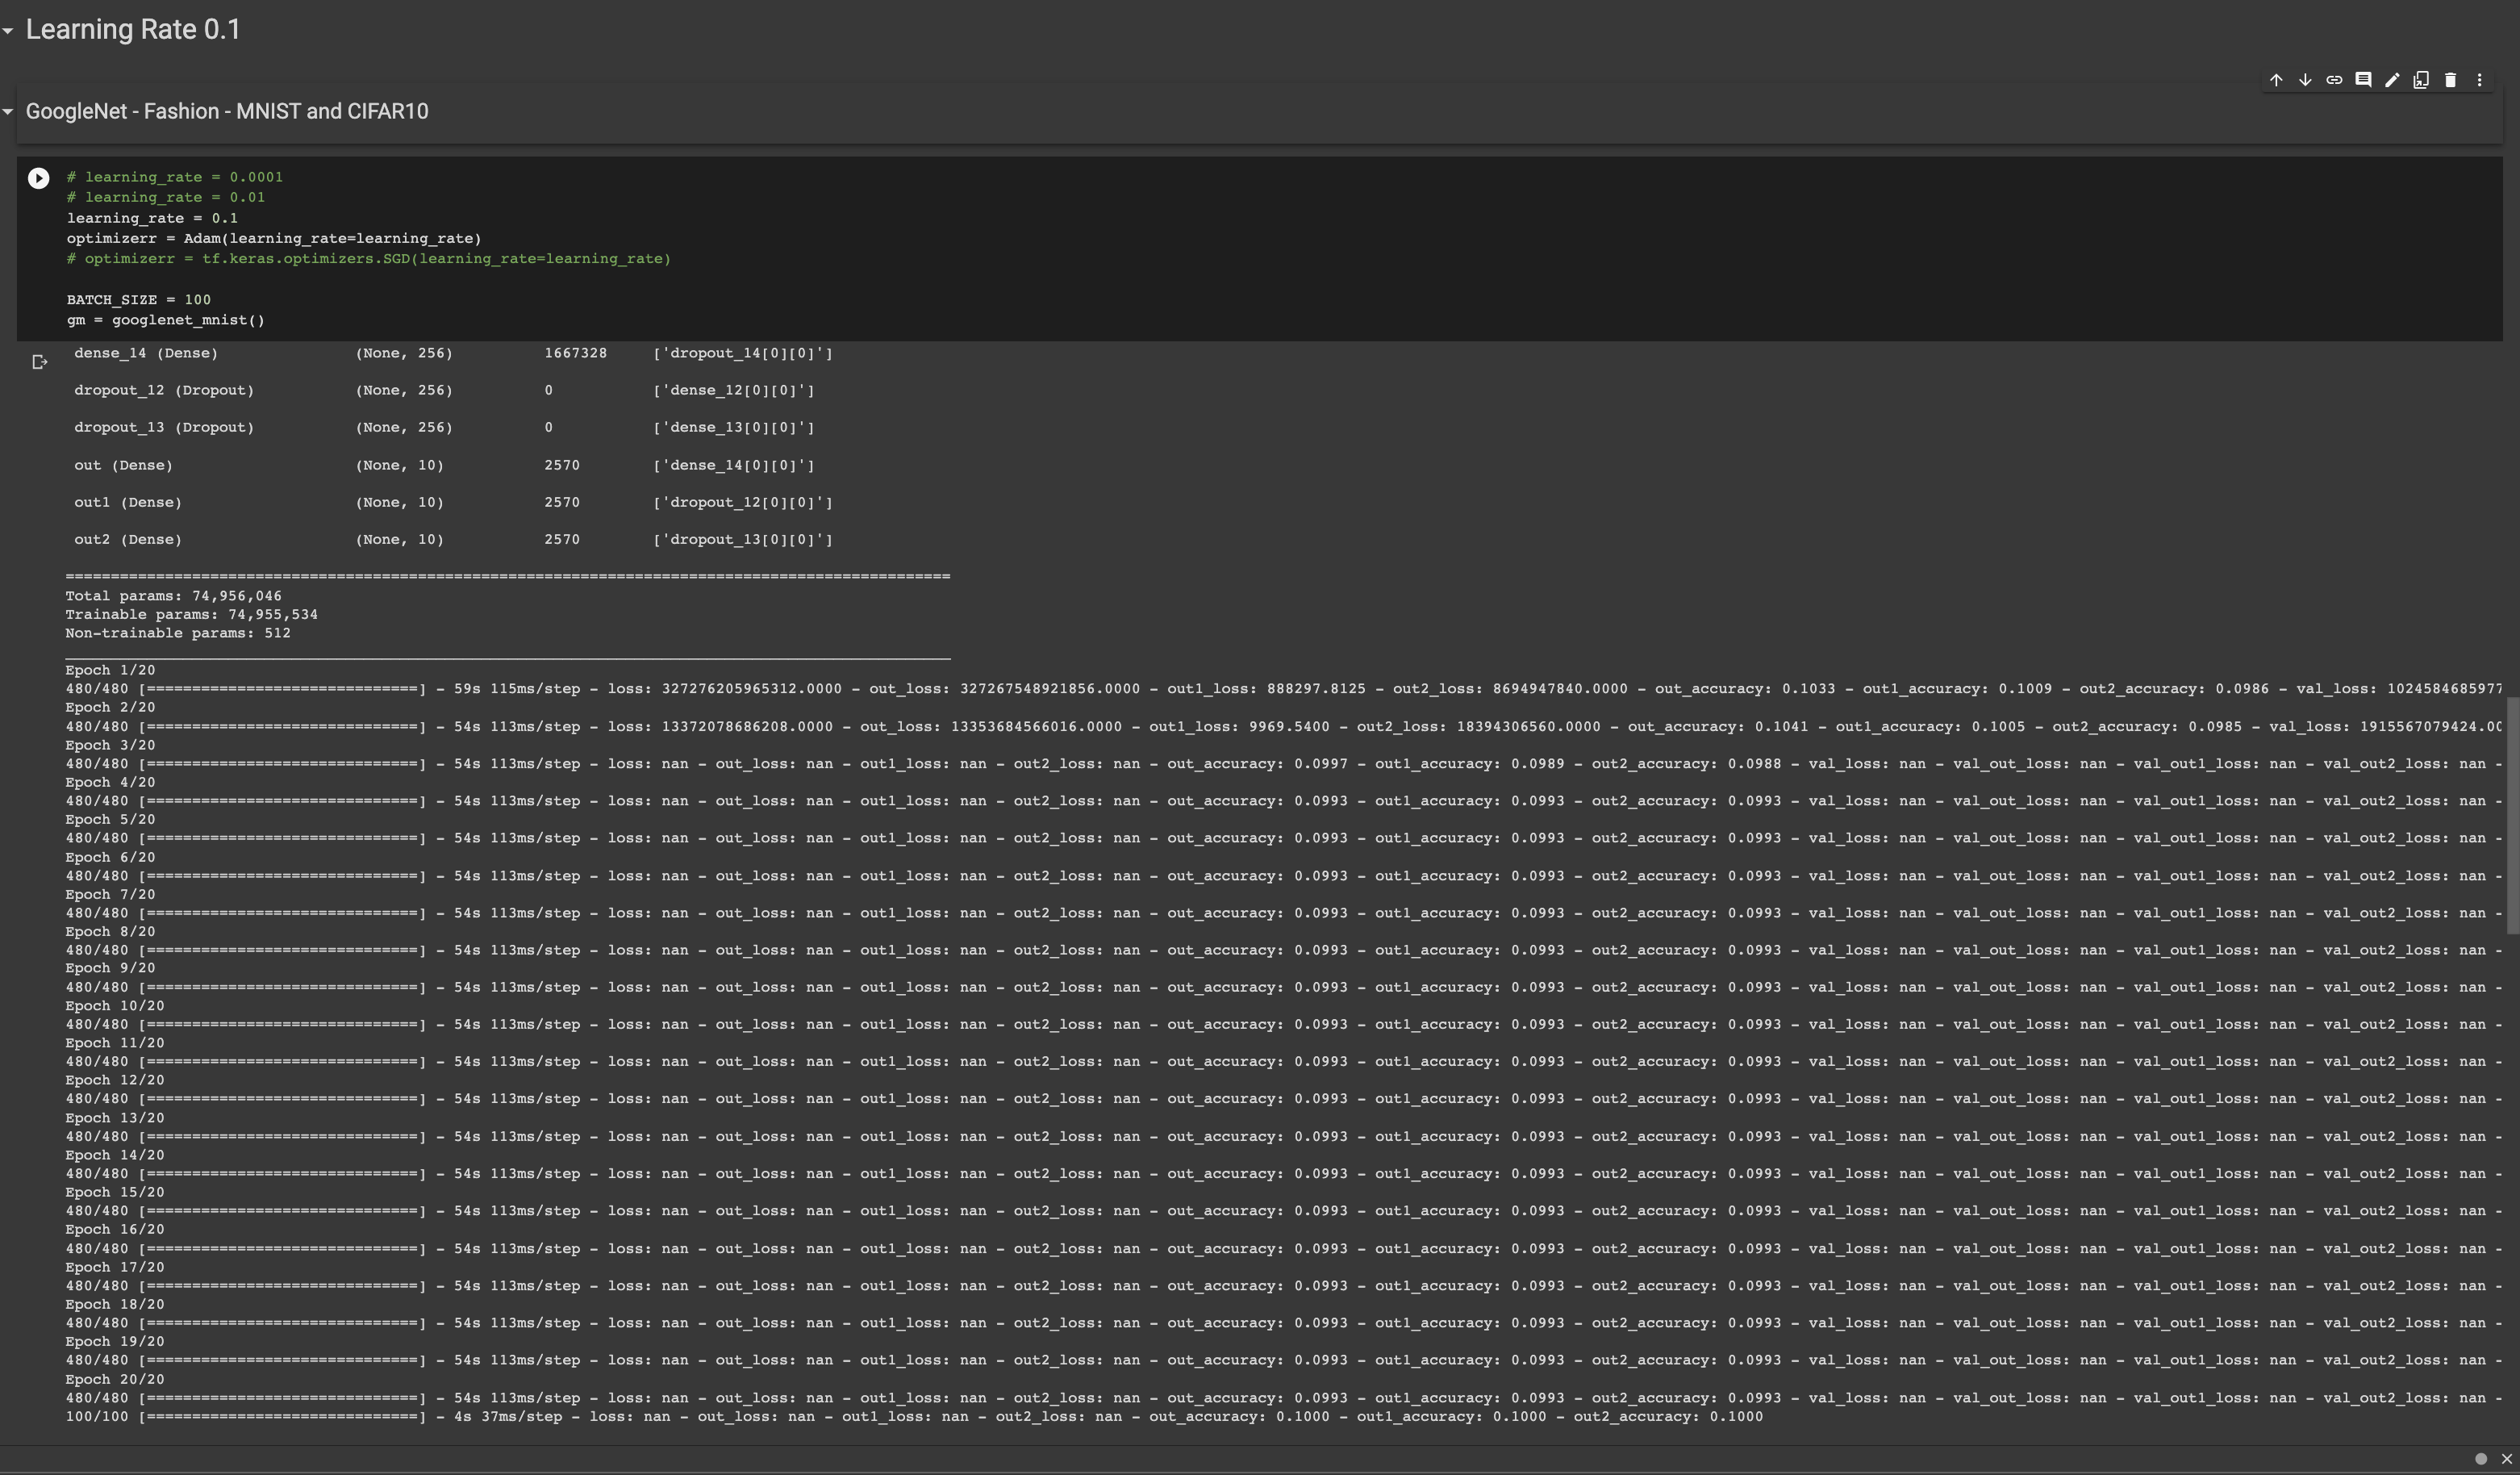 Learning Rate 0.1
GoogleNet - Fashion - MNIST and CIFAR10
# learning_rate = 0.0001
# learning_rate = 0.01
learning_rate = 0.1
optimizerr = Adam(learning_rate=learning_rate)
# optimizerr = tf.keras.optimizers.SGD(learning_rate=learning_rate)
BATCH_SIZE = 100
gm = googlenet_mnist()
dense_14 (Dense) (None, 256) 1667328 ['dropout_14[0][0]']
dropout_12 (Dropout) (None, 256) 0 ['dense_12[0][0]']
dropout_13 (Dropout) (None, 256) 0 ['dense_13[0][0]']
out (Dense) (None, 10) 2570 ['dense_14[0][0]']
out1 (Dense) (None, 10) 2570 ['dropout_12[0][0]']
out2 (Dense) (None, 10) 2570 ['dropout_13[0][0]']
==================================================================================================
Total params: 74,956,046
Trainable params: 74,955,534
Non-trainable params: 512
__________________________________________________________________________________________________
Epoch 1/20
480/480 [==============================] - 59s 115ms/step - loss: 327276205965312.0000 - out_loss: 327267548921856.0000 - out1_loss: 888297.8125 - out2_loss: 8694947840.0000 - out_accuracy: 0.1033 - out1_accuracy: 0.1009 - out2_accuracy: 0.0986 - val_loss: 1024584685977
Epoch 2/20
480/480 [==============================] - 54s 113ms/step - loss: 13372078686208.0000 - out_loss: 13353684566016.0000 - out1_loss: 9969.5400 - out2_loss: 18394306560.0000 - out_accuracy: 0.1041 - out1_accuracy: 0.1005 - out2_accuracy: 0.0985 - val_loss: 1915567079424.00
Epoch 3/20
480/480 [==============================] - 54s 113ms/step - loss: nan - out_loss: nan - out1_loss: nan - out2_loss: nan - out_accuracy: 0.0997 - out1_accuracy: 0.0989 - out2_accuracy: 0.0988 - val_loss: nan - val_out_loss: nan - val_out1_loss: nan - val_out2_loss: nan -
Epoch 4/20
480/480 [==============================] - 54s 113ms/step - loss: nan - out_loss: nan - out1_loss: nan - out2_loss: nan - out_accuracy: 0.0993 - out1_accuracy: 0.0993 - out2_accuracy: 0.0993 - val_loss: nan - val_out_loss: nan - val_out1_loss: nan - val_out2_loss: nan -
Epoch 5/20
480/480 [==============================] - 54s 113ms/step - loss: nan - out_loss: nan - out1_loss: nan - out2_loss: nan - out_accuracy: 0.0993 - out1_accuracy: 0.0993 - out2_accuracy: 0.0993 - val_loss: nan - val_out_loss: nan - val_out1_loss: nan - val_out2_loss: nan -
Epoch 6/20
480/480 [==============================] - 54s 113ms/step - loss: nan - out_loss: nan - out1_loss: nan - out2_loss: nan - out_accuracy: 0.0993 - out1_accuracy: 0.0993 - out2_accuracy: 0.0993 - val_loss: nan - val_out_loss: nan - val_out1_loss: nan - val_out2_loss: nan -
Epoch 7/20
480/480 [==============================] - 54s 113ms/step - loss: nan - out_loss: nan - out1_loss: nan - out2_loss: nan - out_accuracy: 0.0993 - out1_accuracy: 0.0993 - out2_accuracy: 0.0993 - val_loss: nan - val_out_loss: nan - val_out1_loss: nan - val_out2_loss: nan -
Epoch 8/20
480/480 [==============================] - 54s 113ms/step - loss: nan - out_loss: nan - out1_loss: nan - out2_loss: nan - out_accuracy: 0.0993 - out1_accuracy: 0.0993 - out2_accuracy: 0.0993 - val_loss: nan - val_out_loss: nan - val_out1_loss: nan - val_out2_loss: nan -
Epoch 9/20
480/480 [==============================] - 54s 113ms/step - loss: nan - out_loss: nan - out1_loss: nan - out2_loss: nan - out_accuracy: 0.0993 - out1_accuracy: 0.0993 - out2_accuracy: 0.0993 - val_loss: nan - val_out_loss: nan - val_out1_loss: nan - val_out2_loss: nan -
Epoch 10/20
480/480 [==============================] - 54s 113ms/step - loss: nan - out_loss: nan - out1_loss: nan - out2_loss: nan - out_accuracy: 0.0993 - out1_accuracy: 0.0993 - out2_accuracy: 0.0993 - val_loss: nan - val_out_loss: nan - val_out1_loss: nan - val_out2_loss: nan -
Epoch 11/20
480/480 [==============================] - 54s 113ms/step - loss: nan - out_loss: nan - out1_loss: nan - out2_loss: nan - out_accuracy: 0.0993 - out1_accuracy: 0.0993 - out2_accuracy: 0.0993 - val_loss: nan - val_out_loss: nan - val_out1_loss: nan - val_out2_loss: nan -
Epoch 12/20
480/480 [==============================] - 54s 113ms/step - loss: nan - out_loss: nan - out1_loss: nan - out2_loss: nan - out_accuracy: 0.0993 - out1_accuracy: 0.0993 - out2_accuracy: 0.0993 - val_loss: nan - val_out_loss: nan - val_out1_loss: nan - val_out2_loss: nan -
Epoch 13/20
480/480 [==============================] - 54s 113ms/step - loss: nan - out_loss: nan - out1_loss: nan - out2_loss: nan - out_accuracy: 0.0993 - out1_accuracy: 0.0993 - out2_accuracy: 0.0993 - val_loss: nan - val_out_loss: nan - val_out1_loss: nan - val_out2_loss: nan -
Epoch 14/20
480/480 [==============================] - 54s 113ms/step - loss: nan - out_loss: nan - out1_loss: nan - out2_loss: nan - out_accuracy: 0.0993 - out1_accuracy: 0.0993 - out2_accuracy: 0.0993 - val_loss: nan - val_out_loss: nan - val_out1_loss: nan - val_out2_loss: nan -
Epoch 15/20
480/480 [==============================] - 54s 113ms/step - loss: nan - out_loss: nan - out1_loss: nan - out2_loss: nan - out_accuracy: 0.0993 - out1_accuracy: 0.0993 - out2_accuracy: 0.0993 - val_loss: nan - val_out_loss: nan - val_out1_loss: nan - val_out2_loss: nan -
Epoch 16/20
480/480 [==============================] - 54s 113ms/step - loss: nan - out_loss: nan - out1_loss: nan - out2_loss: nan - out_accuracy: 0.0993 - out1_accuracy: 0.0993 - out2_accuracy: 0.0993 - val_loss: nan - val_out_loss: nan - val_out1_loss: nan - val_out2_loss: nan -
Epoch 17/20
480/480 [==============================] - 54s 113ms/step - loss: nan - out_loss: nan - out1_loss: nan - out2_loss: nan - out_accuracy: 0.0993 - out1_accuracy: 0.0993 - out2_accuracy: 0.0993 - val_loss: nan - val_out_loss: nan - val_out1_loss: nan - val_out2_loss: nan -
Epoch 18/20
480/480 [==============================] - 54s 113ms/step - loss: nan - out_loss: nan - out1_loss: nan - out2_loss: nan - out_accuracy: 0.0993 - out1_accuracy: 0.0993 - out2_accuracy: 0.0993 - val_loss: nan - val_out_loss: nan - val_out1_loss: nan - val_out2_loss: nan -
Epoch 19/20
480/480 [==============================] - 54s 113ms/step - loss: nan - out_loss: nan - out1_loss: nan - out2_loss: nan - out_accuracy: 0.0993 - out1_accuracy: 0.0993 - out2_accuracy: 0.0993 - val_loss: nan - val_out_loss: nan - val_out1_loss: nan - val_out2_loss: nan -
Epoch 20/20
480/480 [==============================] - 54s 113ms/step - loss: nan - out_loss: nan - out1_loss: nan - out2_loss: nan - out_accuracy: 0.0993 - out1_accuracy: 0.0993 - out2_accuracy: 0.0993 - val_loss: nan - val_out_loss: nan - val_out1_loss: nan - val_out2_loss: nan -
100/100 [==============================] - 4s 37ms/step - loss: nan - out_loss: nan - out1_loss: nan - out2_loss: nan - out_accuracy: 0.1000 - out1_accuracy: 0.1000 - out2_accuracy: 0.1000